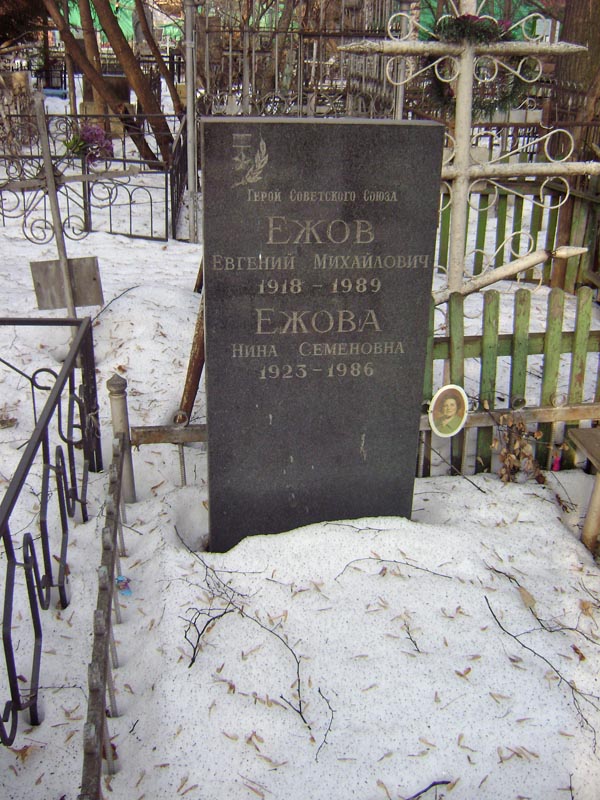 Герой Советского Союза
Ежов
Евгений Михайлович
1918 - 1989
Ежова
Нина Семеновна
1923 - 1986